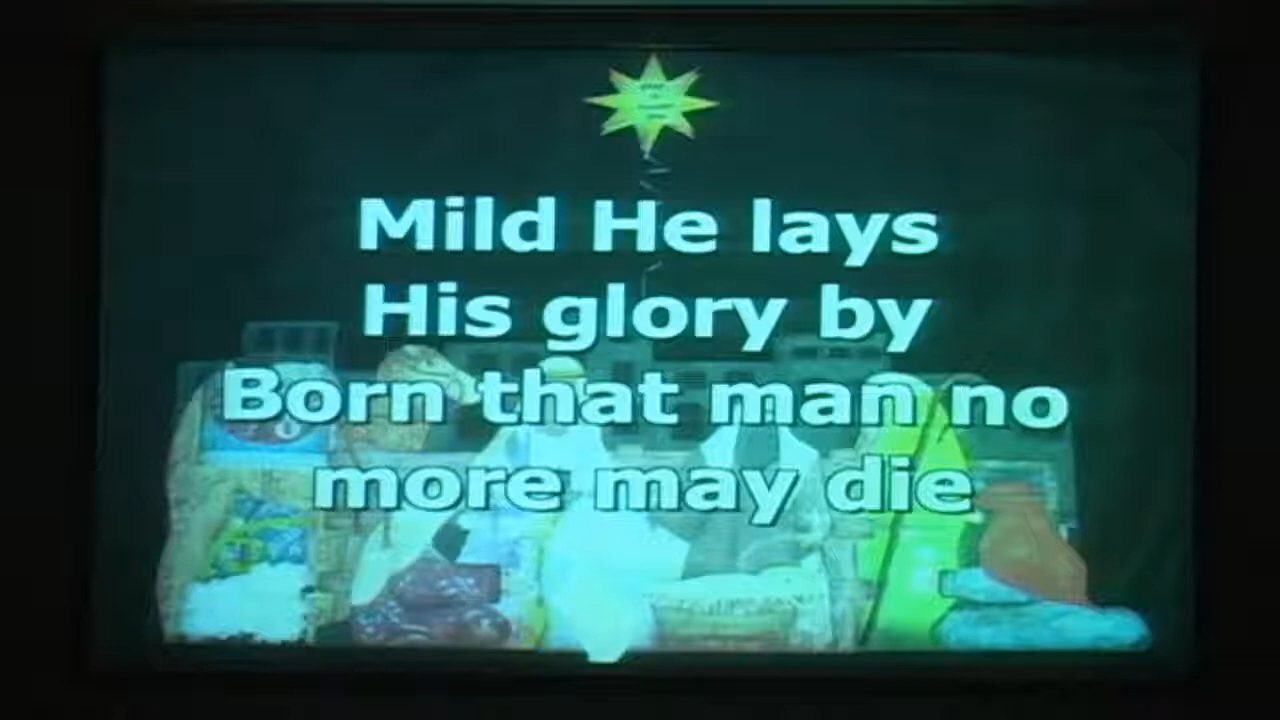 Mild He lays
His glory by
Born that man no
more may die